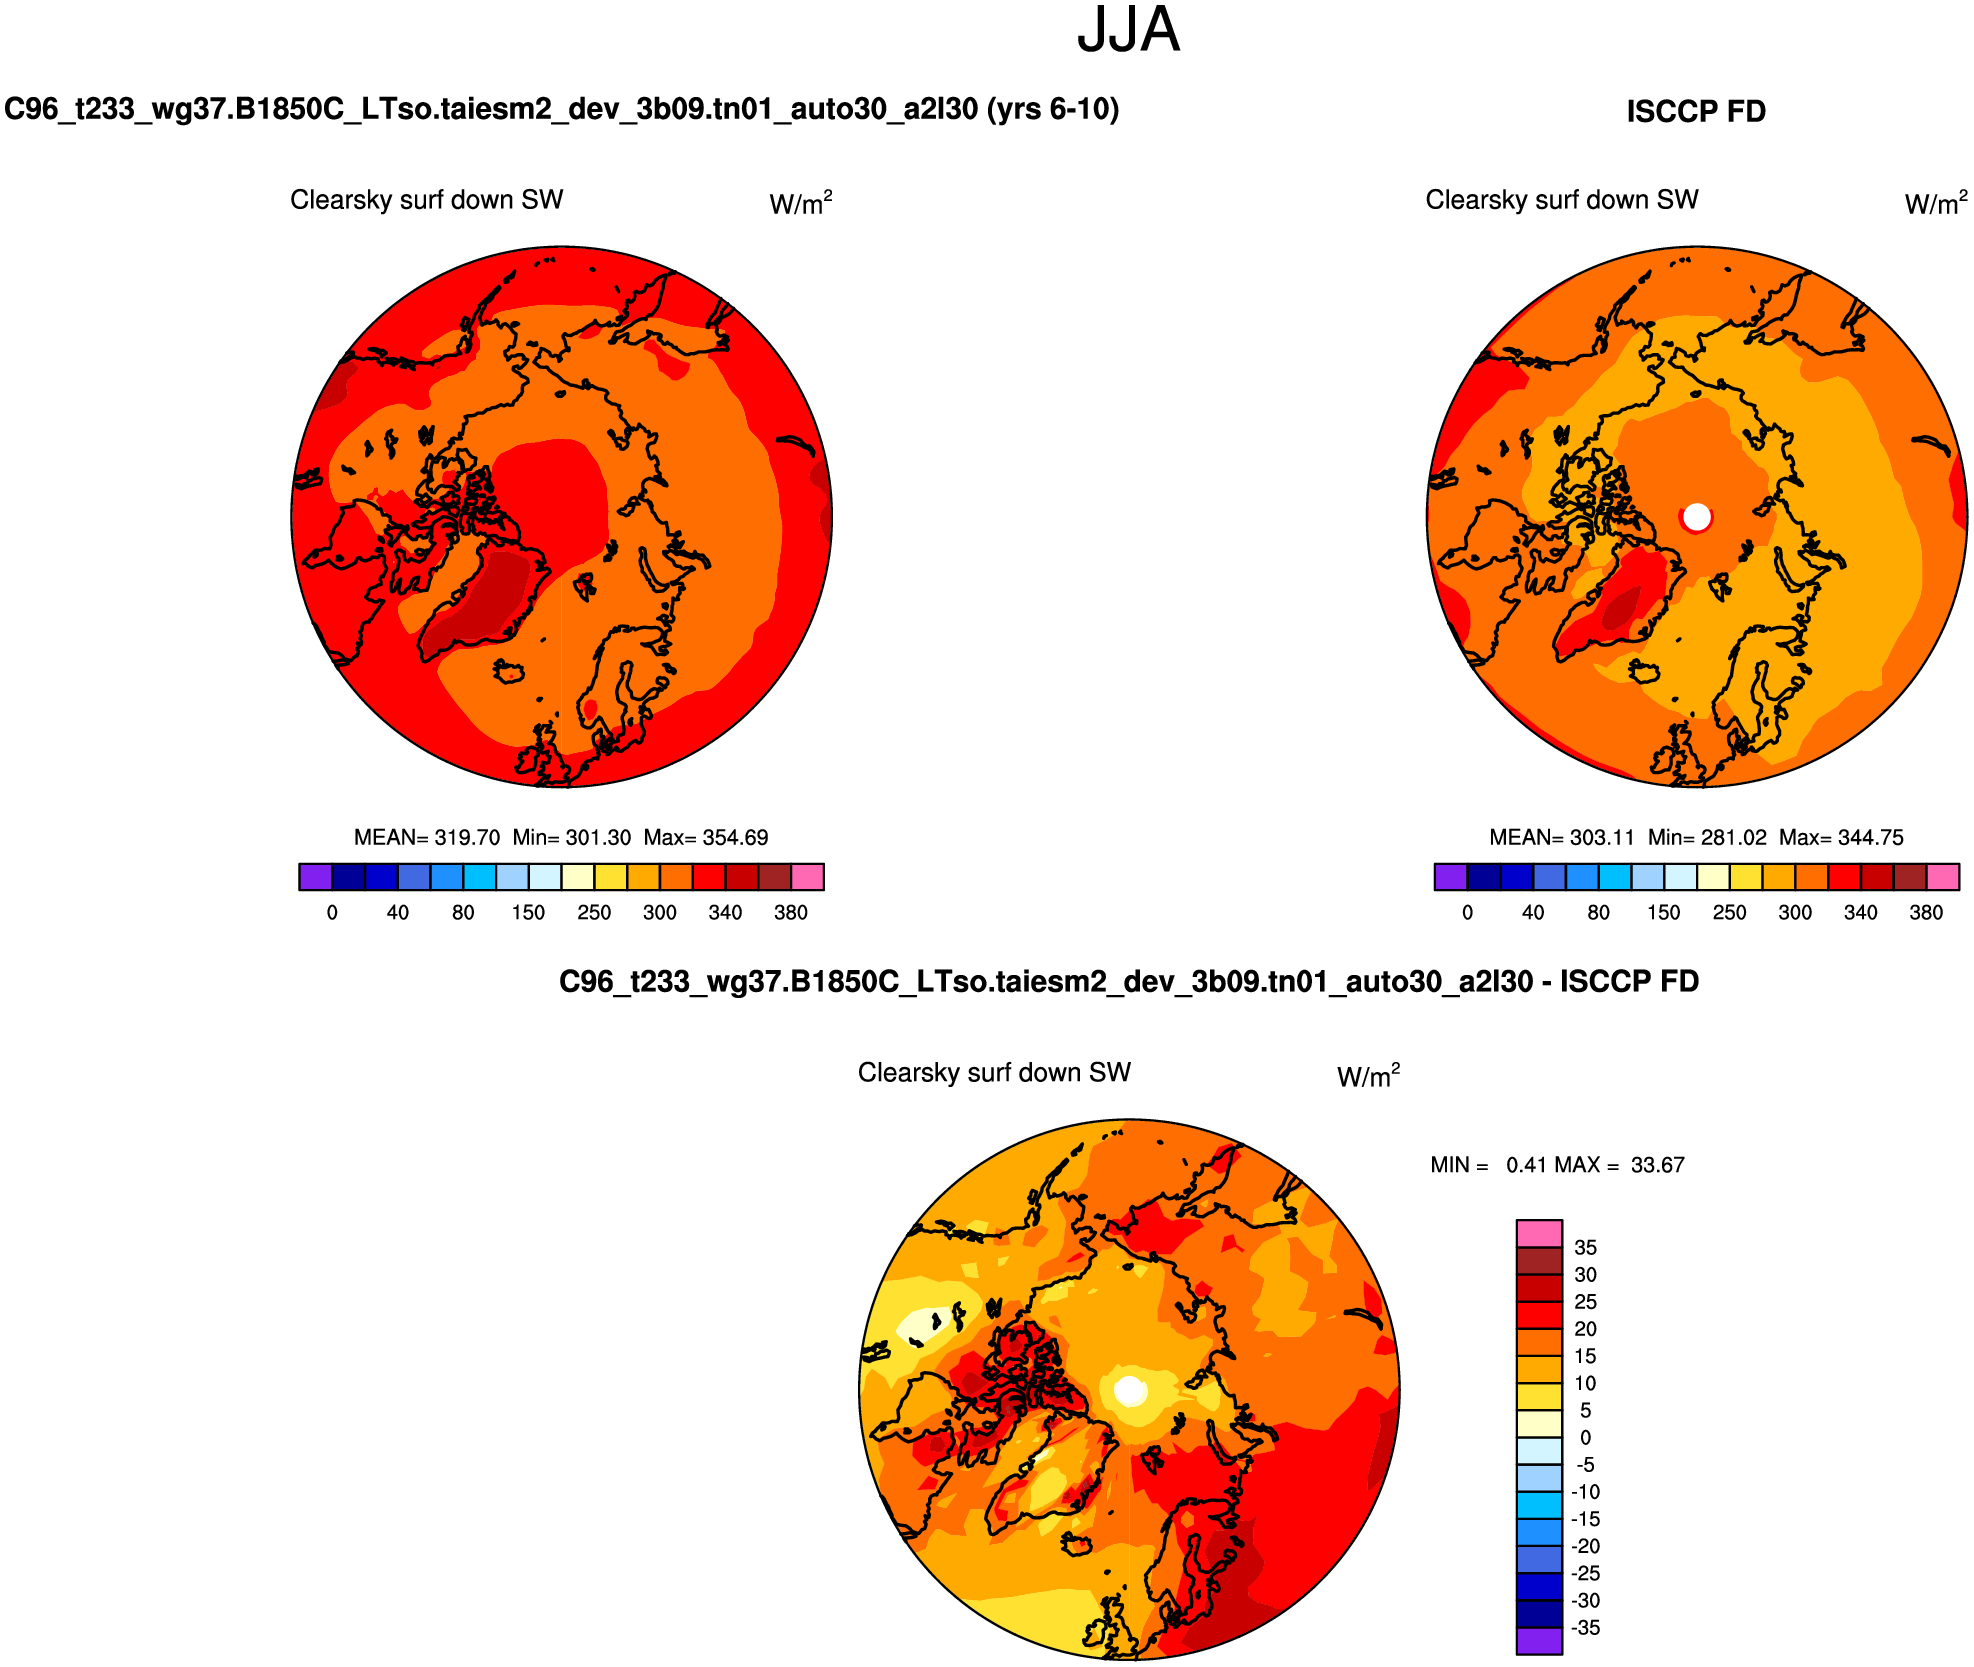 JJA
C96_t233_wg37.B1850C_LTso.taiesm2_dev_3b09.tn01_auto30_a2l30 (yrs 6-10)
ISCCP FD
Clearsky surf down SW W/m²
Clearsky surf down SW W/m²
MEAN= 319.70 Min= 301.30 Max= 354.69
0 40 80 150 250 300 340 380
MEAN= 303.11 Min= 281.02 Max= 344.75
0 40 80 150 250 300 340 380
C96_t233_wg37.B1850C_LTso.taiesm2_dev_3b09.tn01_auto30_a2l30 - ISCCP FD
Clearsky surf down SW W/m²
MIN = 0.41 MAX = 33.67
35
30
25
20
15
10
5
0
-5
-10
-15
-20
-25
-30
-35